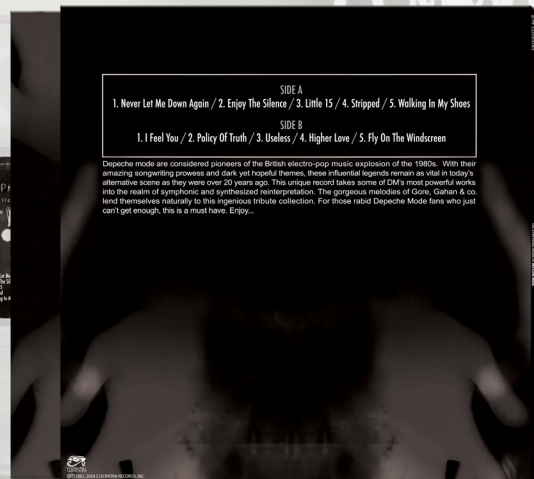 SIDE A
1. Never Let Me Down Again / 2. Enjoy The Silence / 3. Little 15 / 4. Stripped / 5. Walking In My Shoes
SIDE B
1. I Feel You / 2. Policy Of Truth / 3. Useless / 4. Higher Love / 5. Fly On The Windscreen
Depeche mode are considered pioneers of the British electro-pop music explosion of the 1980s. With their
amazing songwriting prowess and dark yet hopeful themes, these influential legends remain as vital in today's
alternative scene as they were over 20 years ago. This unique record takes some of DM's most powerful works
into the realm of symphonic and synthesized reinterpretation. The gorgeous melodies of Gore, Gahan & co.
lend themselves naturally to this ingenious tribute collection. For those rabid Depeche Mode fans who just
can't get enough, this is a must have. Enjoy...
CLEOPATRA
©℗ 2001, 2024 CLEOPATRA RECORDS, INC.